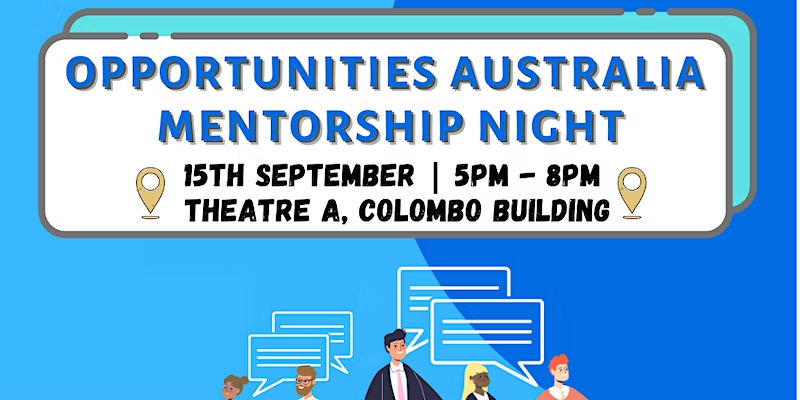 OPPORTUNITIES AUSTRALIA
MENTORSHIP NIGHT
15TH SEPTEMBER | 5PM - 8PM
THEATRE A, COLOMBO BUILDING